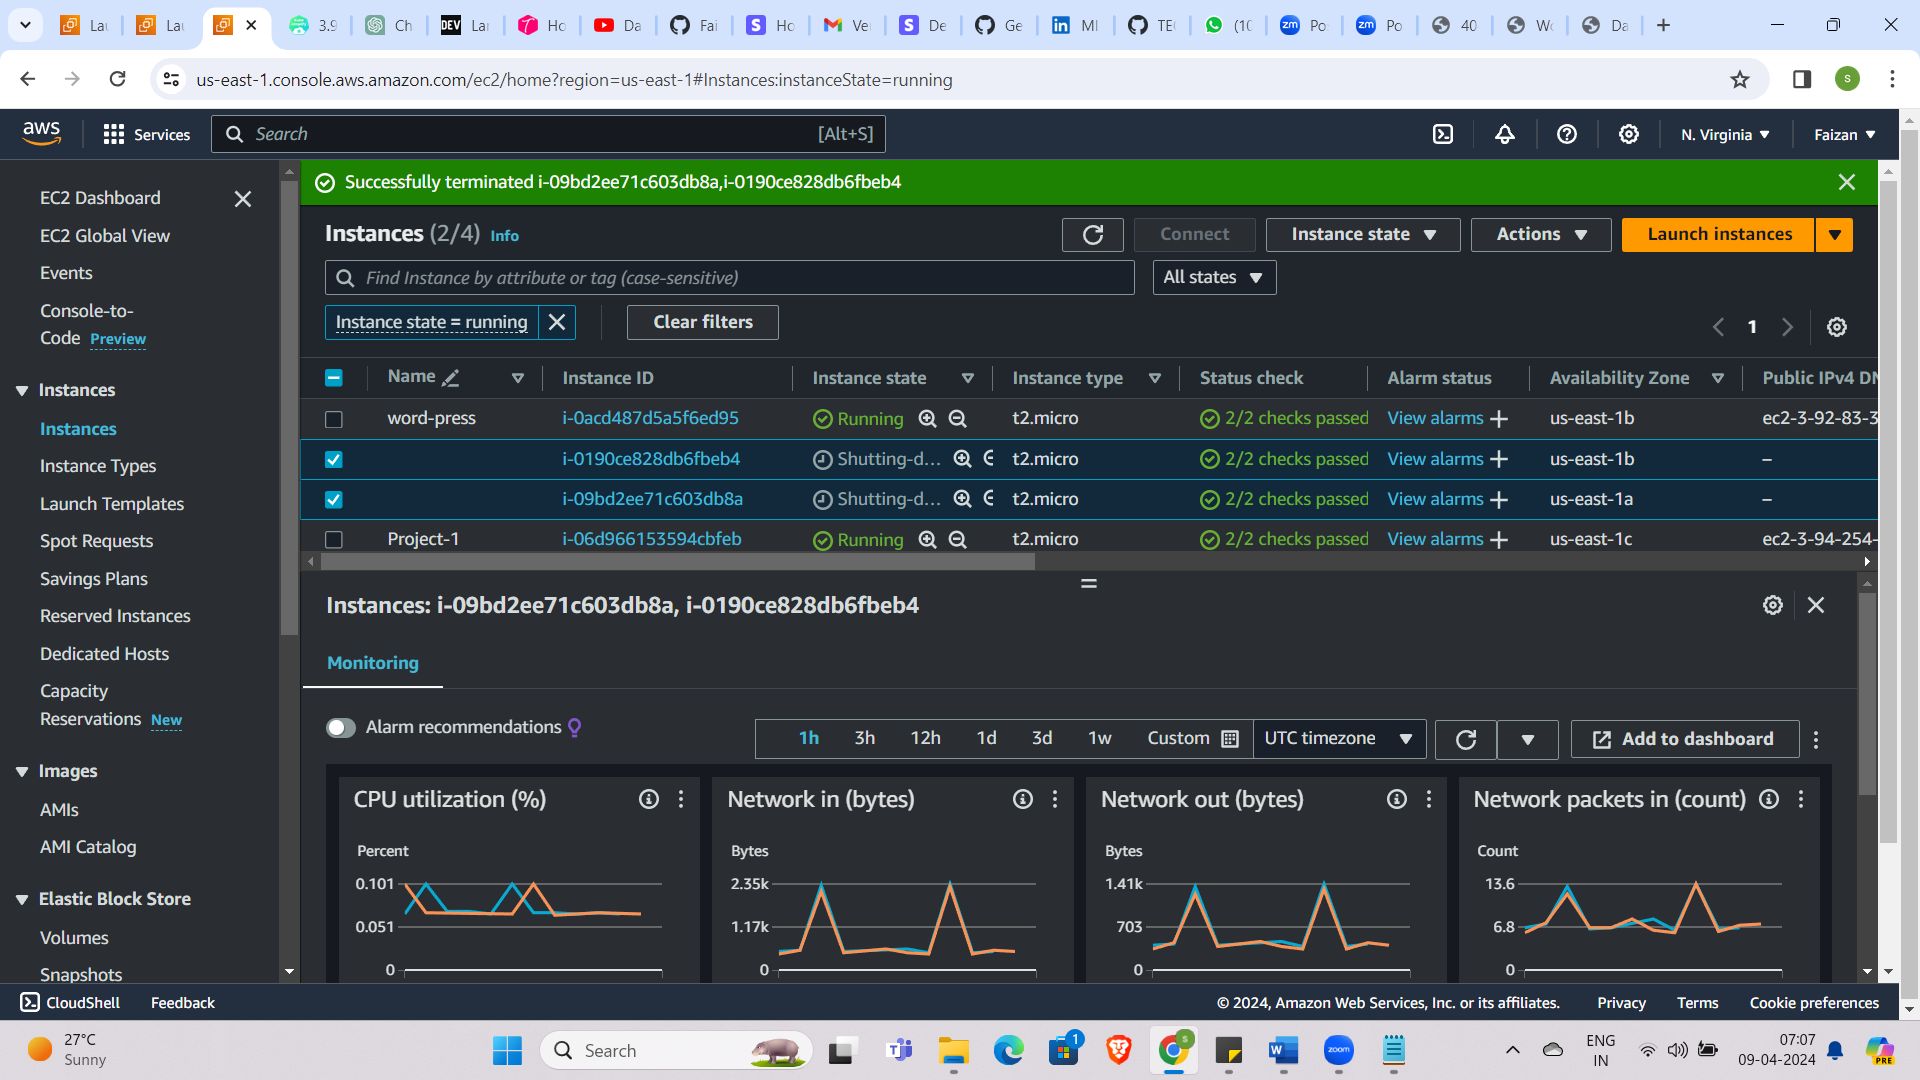 Lau
Lau
3.9
Ch
DEV
Lar
Ho
Da
Fai
Ho
Ver
De
Ge
MI
TE
(10
zm
Po
zm
Po
40
Wo
Da
us-east-1.console.aws.amazon.com/ec2/home?region=us-east-1#Instances:instanceState=running
S
aws
Services
Search
[Alt+S]
N. Virginia
Faizan
EC2 Dashboard
EC2 Global View
Events
Console-to-
Code Preview
Instances
Instances
Instance Types
Launch Templates
Spot Requests
Savings Plans
Reserved Instances
Dedicated Hosts
Capacity
Reservations New
Images
AMIs
AMI Catalog
Elastic Block Store
Volumes
Snapshots
Successfully terminated i-09bd2ee71c603db8a,i-0190ce828db6fbeb4
Instances (2/4) Info
Connect
Instance state
Actions
Launch instances
Find Instance by attribute or tag (case-sensitive)
All states
Instance state = running
Clear filters
1
Name Instance ID Instance state Instance type Status check Alarm status Availability Zone Public IPv4 DN
word-press i-0acd487d5a5f6ed95 Running t2.micro 2/2 checks passed View alarms + us-east-1b ec2-3-92-83-3
i-0190ce828db6fbeb4 Shutting-d... t2.micro 2/2 checks passed View alarms + us-east-1b –
i-09bd2ee71c603db8a Shutting-d... t2.micro 2/2 checks passed View alarms + us-east-1a –
Project-1 i-06d966153594cbfeb Running t2.micro 2/2 checks passed View alarms + us-east-1c ec2-3-94-254-
Instances: i-09bd2ee71c603db8a, i-0190ce828db6fbeb4
Monitoring
Alarm recommendations
1h 3h 12h 1d 3d 1w Custom UTC timezone
Add to dashboard
CPU utilization (%)
Percent
0.101
0.051
0
Network in (bytes)
Bytes
2.35k
1.17k
0
Network out (bytes)
Bytes
1.41k
703
0
Network packets in (count)
Count
13.6
6.8
0
CloudShell Feedback
© 2024, Amazon Web Services, Inc. or its affiliates. Privacy Terms Cookie preferences
27°C
Sunny
Search
1
S
zoom
ENG
IN
07:07
09-04-2024
PRE